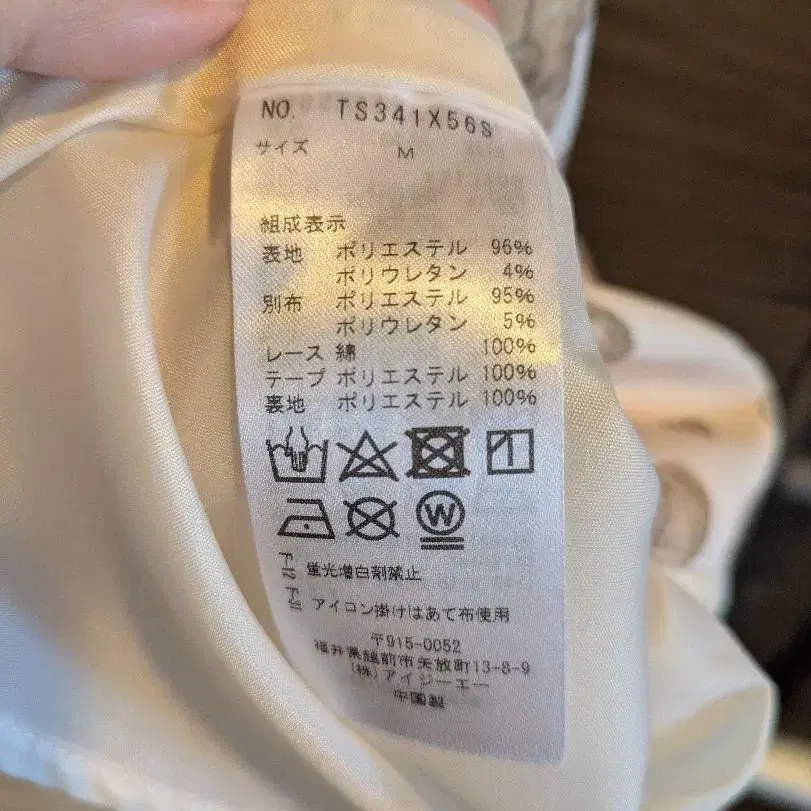 NO. TS341X56S
サイズ M
組成表示
表地 ポリエステル 96%
ポリウレタン 4%
別布 ポリエステル 95%
ポリウレタン 5%
レース 綿 100%
テープ ポリエステル 100%
裏地 ポリエステル 100%
W
F-12 蛍光増白剤禁止
F-31 アイロン掛けはあて布使用
〒915-0052
福井県越前市矢放町13-8-9
(株)アイジーエー
中国製